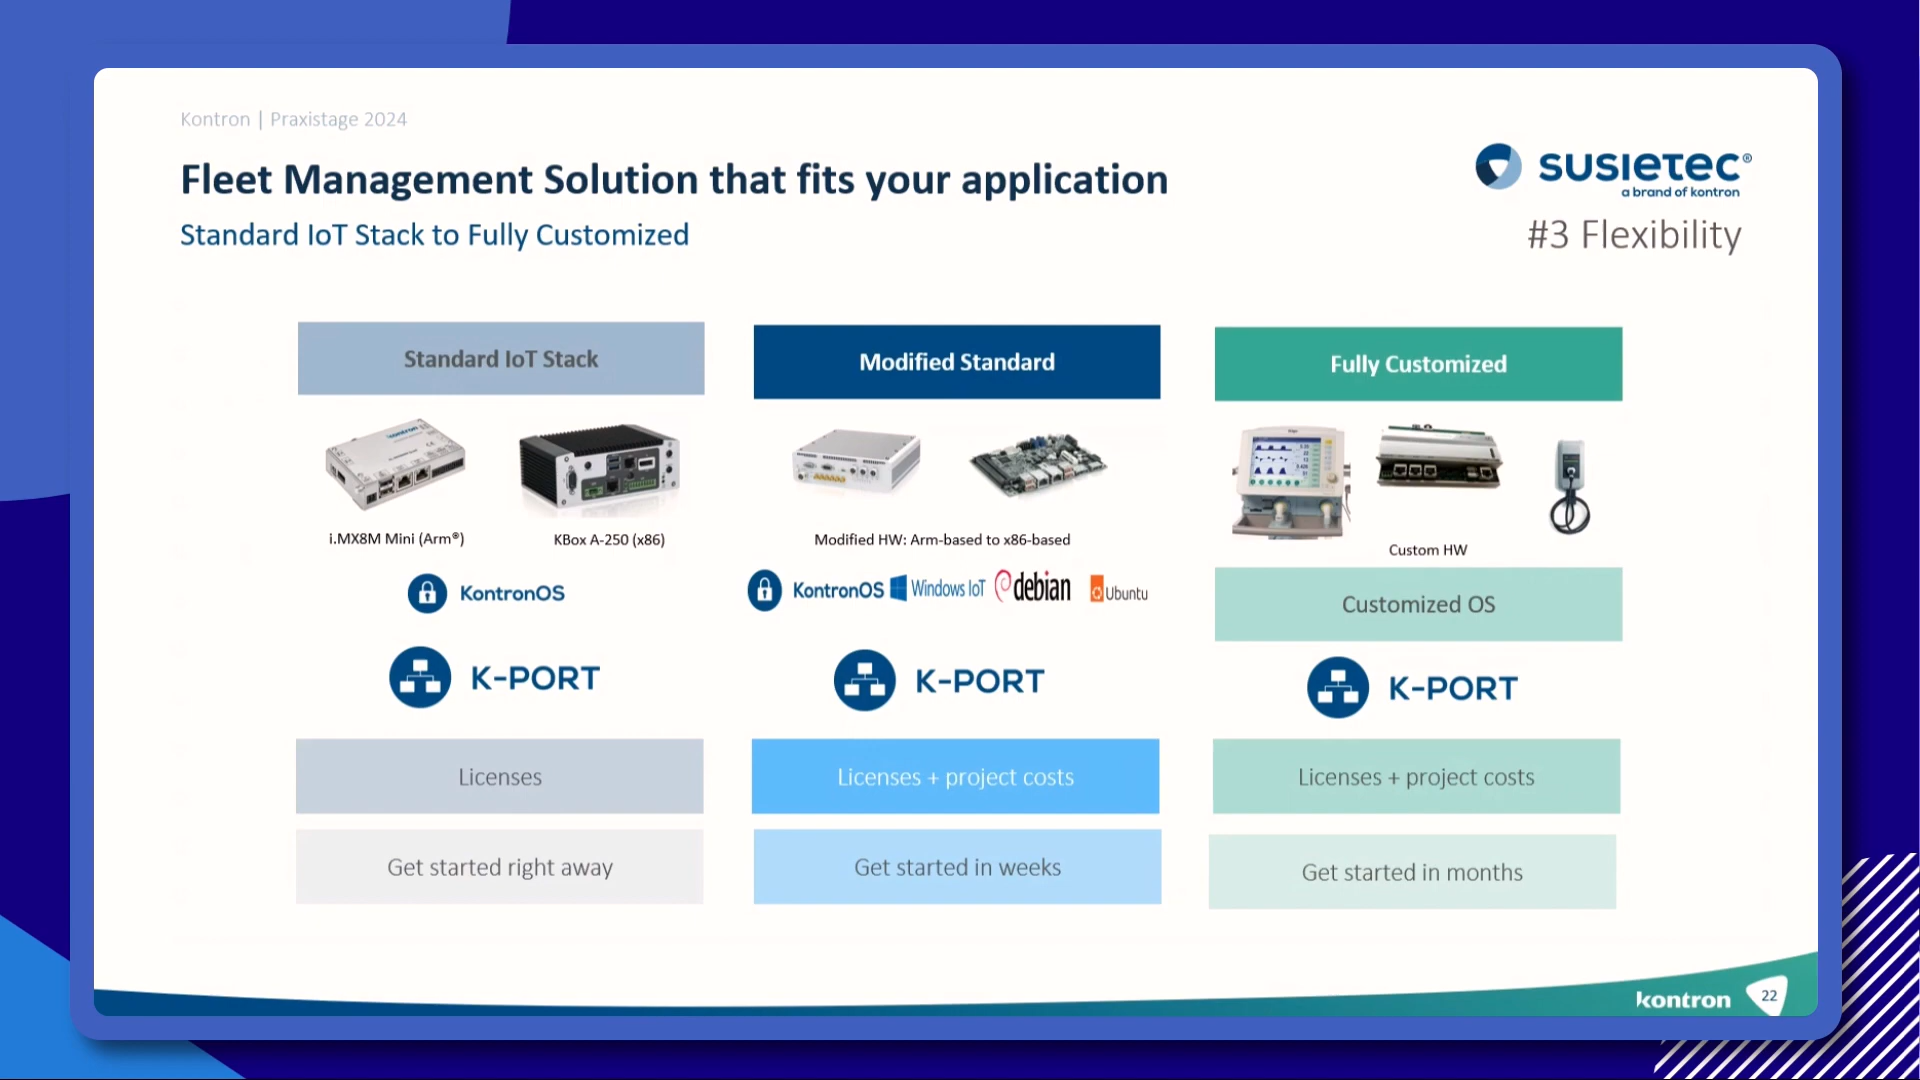 Kontron | Praxistage 2024
Fleet Management Solution that fits your application
Standard IoT Stack to Fully Customized
SUSIETEC®
a brand of kontron
#3 Flexibility
Standard IoT Stack
i.MX8M Mini (Arm®)
KBox A-250 (x86)
KontronOS
K-PORT
Licenses
Get started right away
Modified Standard
Modified HW: Arm-based to x86-based
KontronOS Windows IoT debian Ubuntu
K-PORT
Licenses + project costs
Get started in weeks
Fully Customized
Custom HW
Customized OS
K-PORT
Licenses + project costs
Get started in months
kontron
22